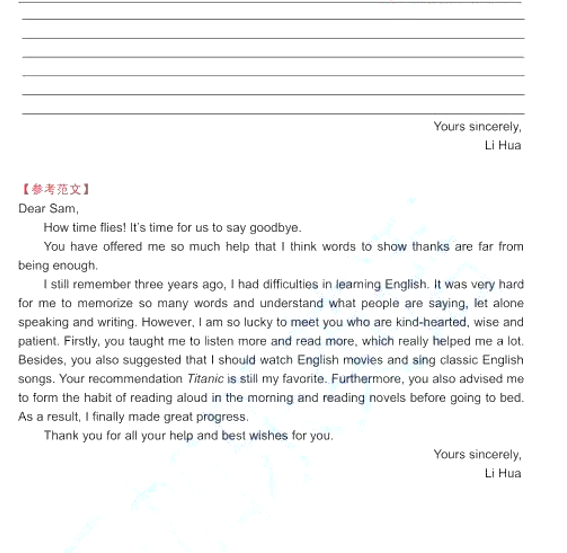 Yours sincerely,
Li Hua
【参考范文】
Dear Sam,
How time flies! It's time for us to say goodbye.
You have offered me so much help that I think words to show thanks are far from
being enough.
I still remember three years ago, I had difficulties in learning English. It was very hard
for me to memorize so many words and understand what people are saying, let alone
speaking and writing. However, I am so lucky to meet you who are kind-hearted, wise and
patient. Firstly, you taught me to listen more and read more, which really helped me a lot.
Besides, you also suggested that I should watch English movies and sing classic English
songs. Your recommendation Titanic is still my favorite. Furthermore, you also advised me
to form the habit of reading aloud in the morning and reading novels before going to bed.
As a result, I finally made great progress.
Thank you for all your help and best wishes for you.
Yours sincerely,
Li Hua